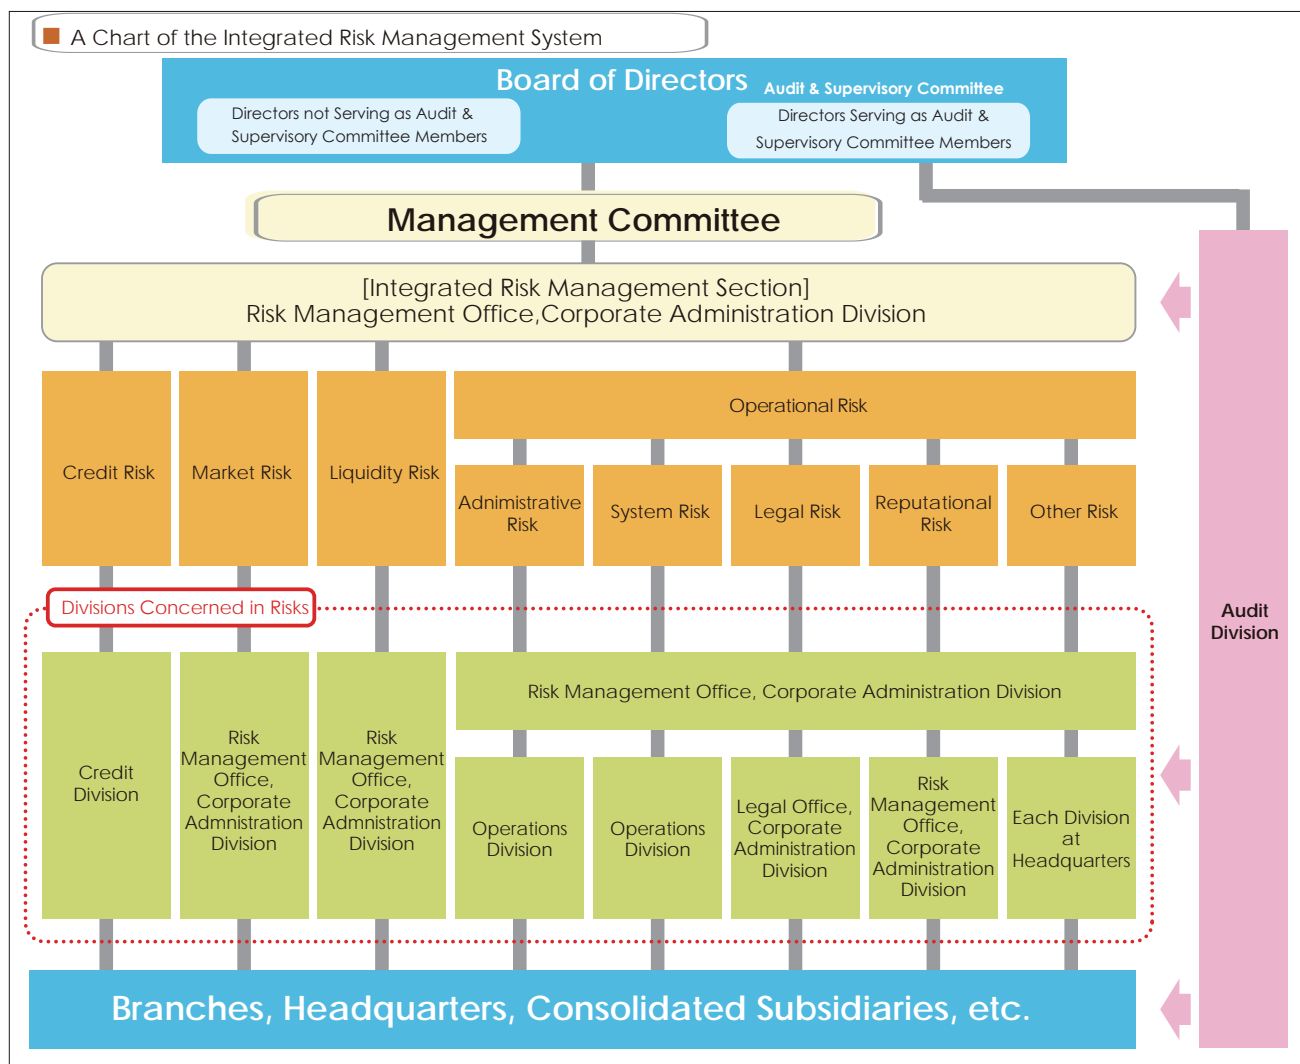 A Chart of the Integrated Risk Management System
Board of Directors
Audit & Supervisory Committee
Directors not Serving as Audit &
Supervisory Committee Members
Directors Serving as Audit &
Supervisory Committee Members
Management Committee
[Integrated Risk Management Section]
Risk Management Office,Corporate Administration Division
Credit Risk
Market Risk
Liquidity Risk
Operational Risk
Adnimistrative
Risk
System Risk
Legal Risk
Reputational
Risk
Other Risk
Divisions Concerned in Risks
Credit
Division
Risk
Management
Office,
Corporate
Admnistration
Division
Risk
Management
Office,
Corporate
Admnistration
Division
Risk Management Office, Corporate Administration Division
Operations
Division
Operations
Division
Legal Office,
Corporate
Administration
Division
Risk
Management
Office,
Corporate
Administration
Division
Each Division
at
Headquarters
Audit
Division
Branches, Headquarters, Consolidated Subsidiaries, etc.